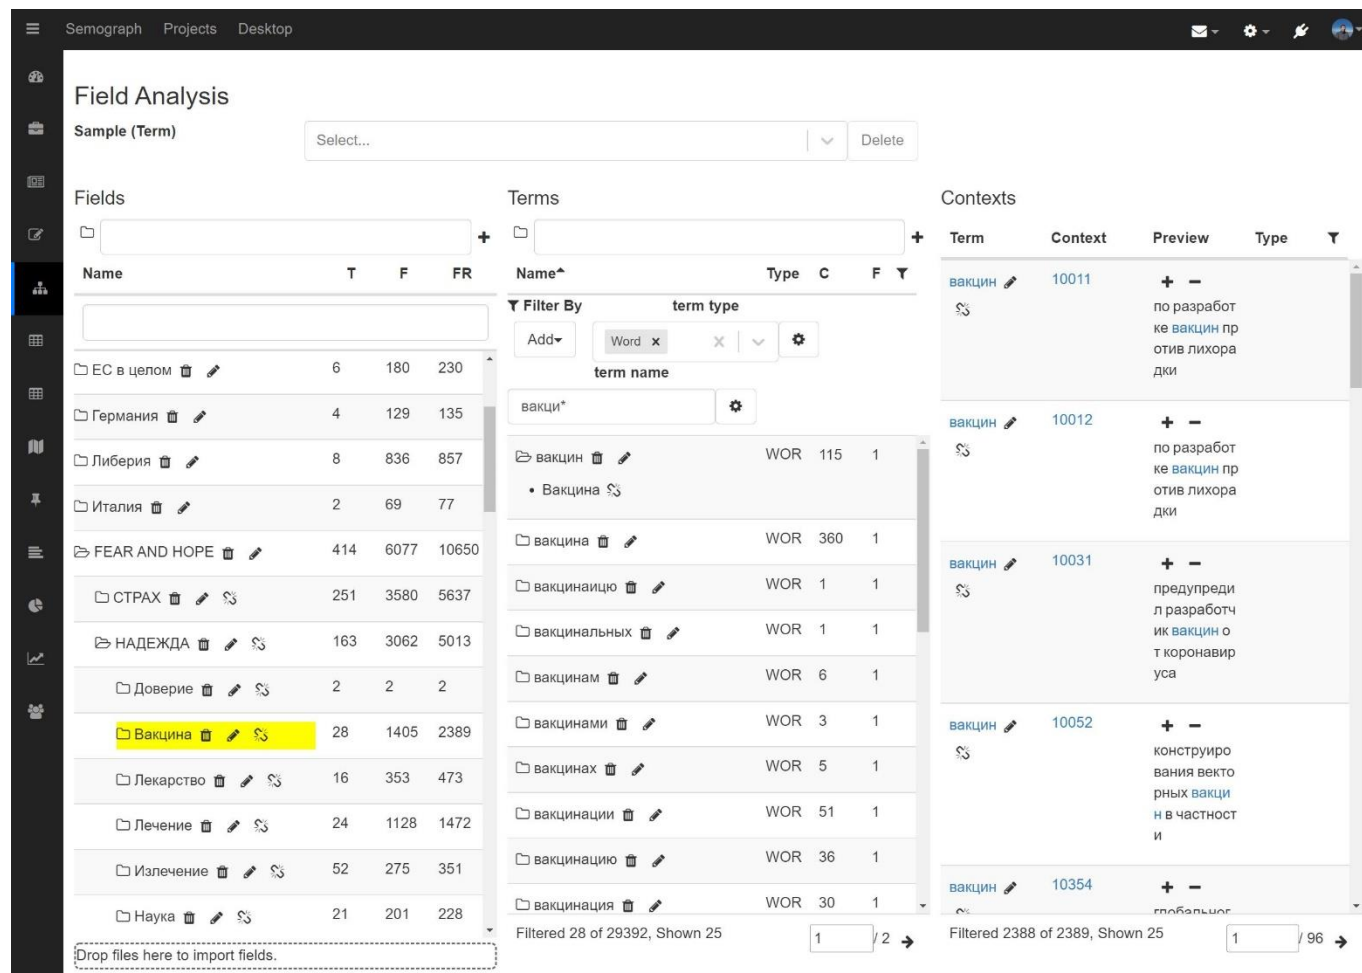 Semograph Projects Desktop
Field Analysis
Sample (Term)
Select...
Delete
Fields
Name T F FR
ЕС в целом 6 180 230
Германия 4 129 135
Либерия 8 836 857
Италия 2 69 77
FEAR AND HOPE 414 6077 10650
СТРАХ 251 3580 5637
НАДЕЖДА 163 3062 5013
Доверие 2 2 2
Вакцина 28 1405 2389
Лекарство 16 353 473
Лечение 24 1128 1472
Излечение 52 275 351
Наука 21 201 228
Drop files here to import fields.
Terms
Name Type C F
Filter By term type
Add Word x
term name
вакци*
вакцин WOR 115 1
• Вакцина
вакцина WOR 360 1
вакцинаицю WOR 1 1
вакцинальных WOR 1 1
вакцинам WOR 6 1
вакцинами WOR 3 1
вакцинах WOR 5 1
вакцинации WOR 51 1
вакцинацию WOR 36 1
вакцинация WOR 30 1
Filtered 28 of 29392, Shown 25
1 / 2
Contexts
Term Context Preview Type
вакцин 10011
по разработ
ке вакцин пр
отив лихора
дки
вакцин 10012
по разработ
ке вакцин пр
отив лихора
дки
вакцин 10031
предупреди
л разработч
ик вакцин о
т коронавир
уса
вакцин 10052
конструиро
вания векто
рных вакци
н в частност
и
вакцин 10354
глобальног
Filtered 2388 of 2389, Shown 25
1 / 96